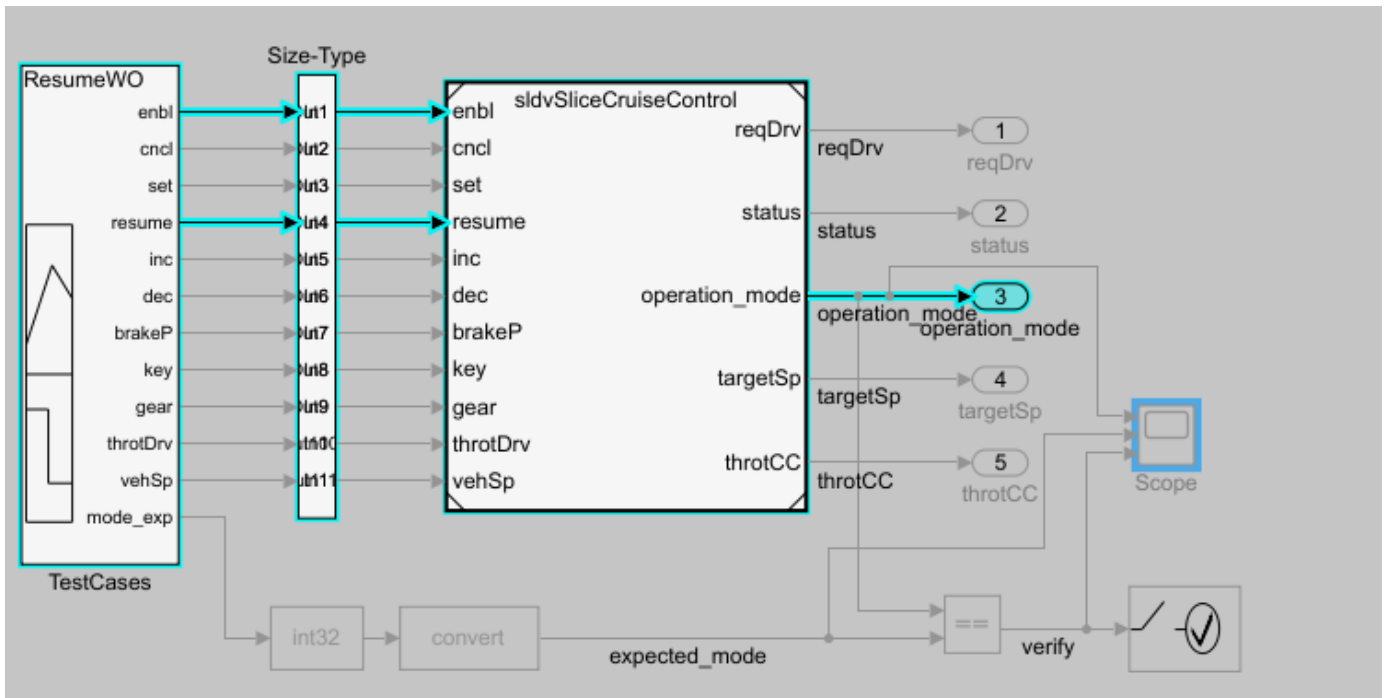 Size-Type
ResumeWO
enbl
cncl
set
resume
inc
dec
brakeP
key
gear
throtDrv
vehSp
mode_exp
TestCases
sldvSliceCruiseControl
enbl
cncl
set
resume
inc
dec
brakeP
key
gear
throtDrv
vehSp
reqDrv
status
operation_mode
targetSp
throtCC
reqDrv
status
operation_mode
targetSp
throtCC
1
reqDrv
2
status
3
operation_mode
4
targetSp
5
throtCC
Scope
int32
convert
expected_mode
==
verify